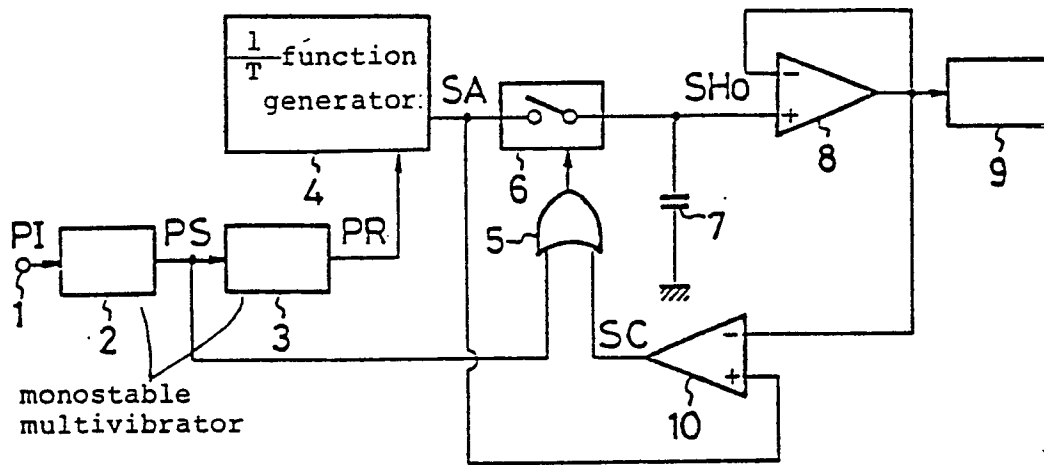 1/T function
generator:
SA
SHo
-
+
8
9
4
6
7
5
PI
PS
PR
1
2
3
SC
-
+
10
monostable
multivibrator